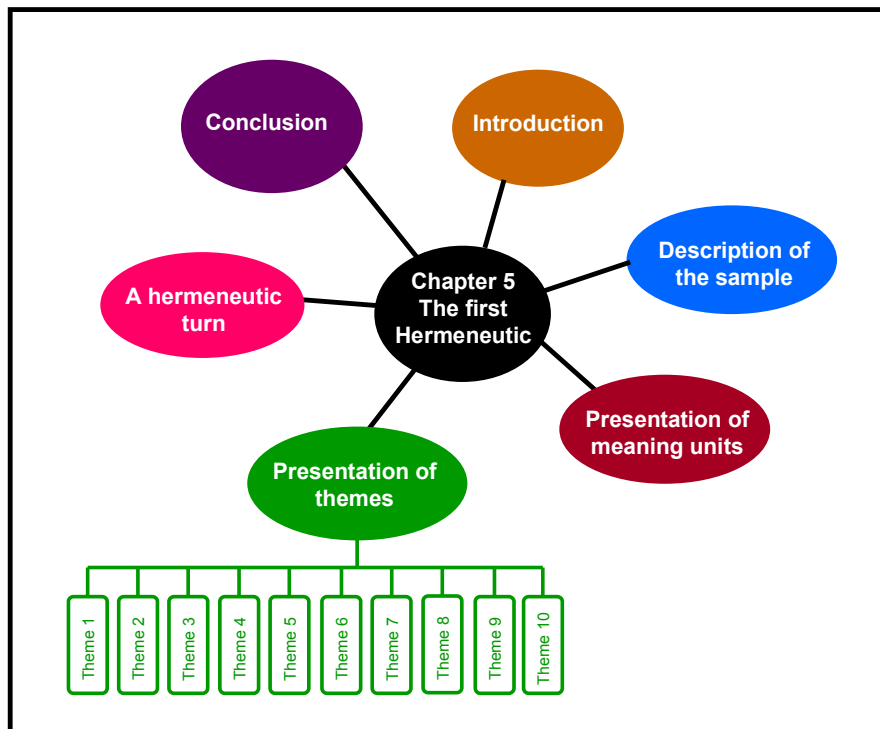 Conclusion
Introduction
Description of
the sample
Chapter 5
The first
Hermeneutic
A hermeneutic
turn
Presentation of
meaning units
Presentation of
themes
Theme 1
Theme 2
Theme 3
Theme 4
Theme 5
Theme 6
Theme 7
Theme 8
Theme 9
Theme 10